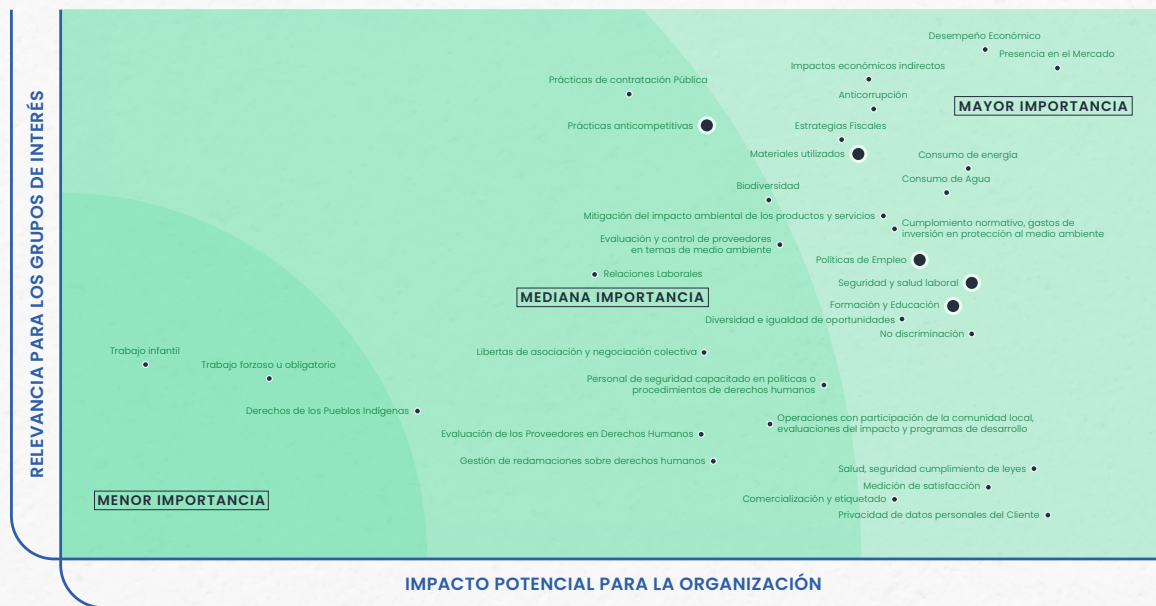 RELEVANCIA PARA LOS GRUPOS DE INTERÉS
Desempeño Económico
Presencia en el Mercado
Impactos económicos indirectos
Prácticas de contratación Pública
Anticorrupción
MAYOR IMPORTANCIA
Prácticas anticompetitivas
Estrategias Fiscales
Materiales utilizados
Consumo de energía
Consumo de Agua
Biodiversidad
Mitigación del impacto ambiental de los productos y servicios
Cumplomiento normativo, gastos de
inversión en protección al medio ambiente
Evaluación y control de proveedores
en temas de medio ambiente
Políticas de Empleo
Relaciones Laborales
Seguridad y salud laboral
MEDIANA IMPORTANCIA
Formación y Educación
Diversidad e igualdad de oportunidades
No discriminación
Trabajo infantil
Libertas de asociación y negociación colectiva
Trabajo forzoso u obligatorio
Personal de seguridad capacitado en politicas o
procedimientos de derechos humanos
Derechos de los Pueblos Indígenas
Operaciones con participación de la comunidad local,
evaluaciones del impacto y programas de desarrollo
Evaluación de los Proveedores en Derechos Humanos
Gestión de redamaciones sobre derechos humanos
Salud, seguridad cumplimiento de leyes
Medición de satisfacción
MENOR IMPORTANCIA
Comercialización y etiquetado
Privacidad de datos personales del Cliente
IMPACTO POTENCIAL PARA LA ORGANIZACIÓN